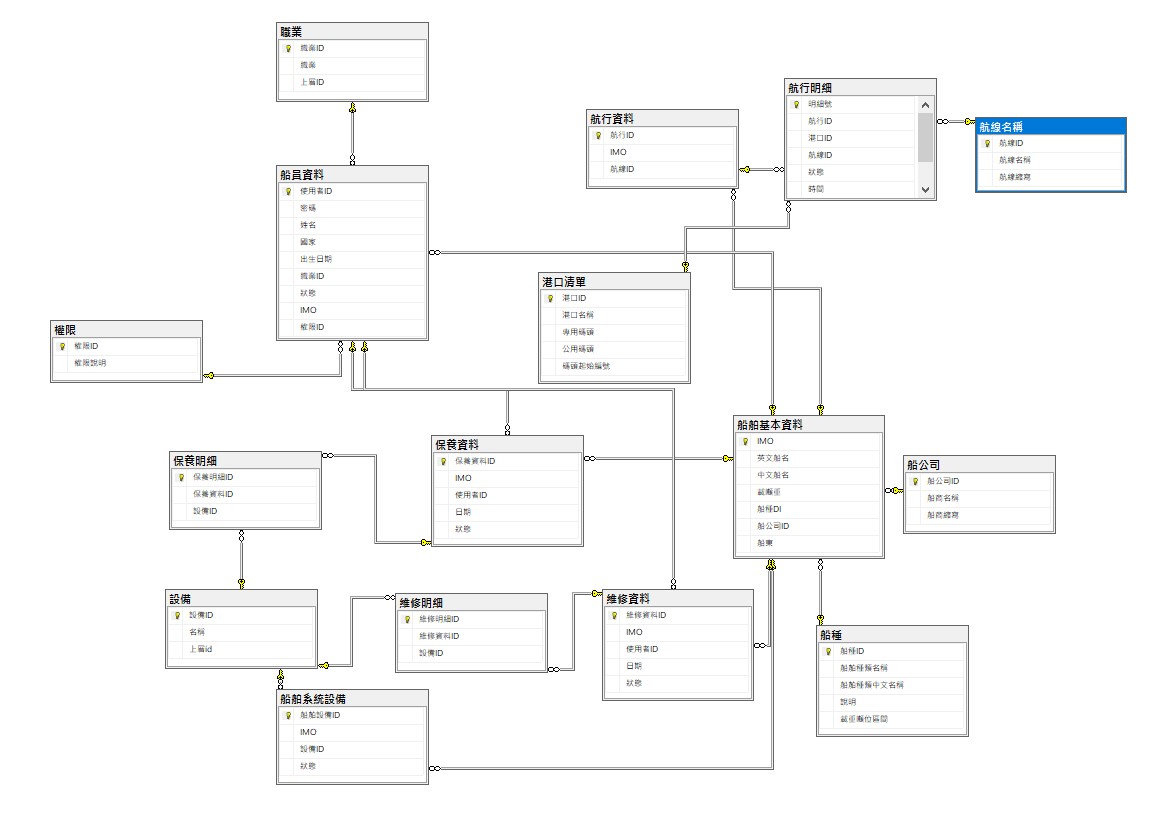 職業
職業ID
職業
上層ID
船員資料
使用者ID
密碼
姓名
國家
出生日期
職業ID
狀態
IMO
權限ID
權限
權限ID
權限說明
航行資料
航行ID
IMO
航線ID
航行明細
明細號
航行ID
港口ID
航線ID
狀態
時間
航線名稱
航線ID
航線名稱
航線縮寫
港口清單
港口ID
港口名稱
專用碼頭
公用碼頭
碼頭起始編號
保養明細
保養明細ID
保養資料ID
設備ID
保養資料
保養資料ID
IMO
使用者ID
日期
狀態
船舶基本資料
IMO
英文船名
中文船名
載重
船種DI
船公司ID
船東
船公司
船公司ID
船商名稱
船商縮寫
設備
設備ID
名稱
上層id
維修明細
維修明細ID
維修資料ID
設備ID
維修資料
維修資料ID
IMO
使用者ID
日期
狀態
船種
船種ID
船舶種類名稱
船舶種類中文名稱
說明
載重噸位區間
船舶系統設備
船舶設備ID
IMO
設備ID
狀態